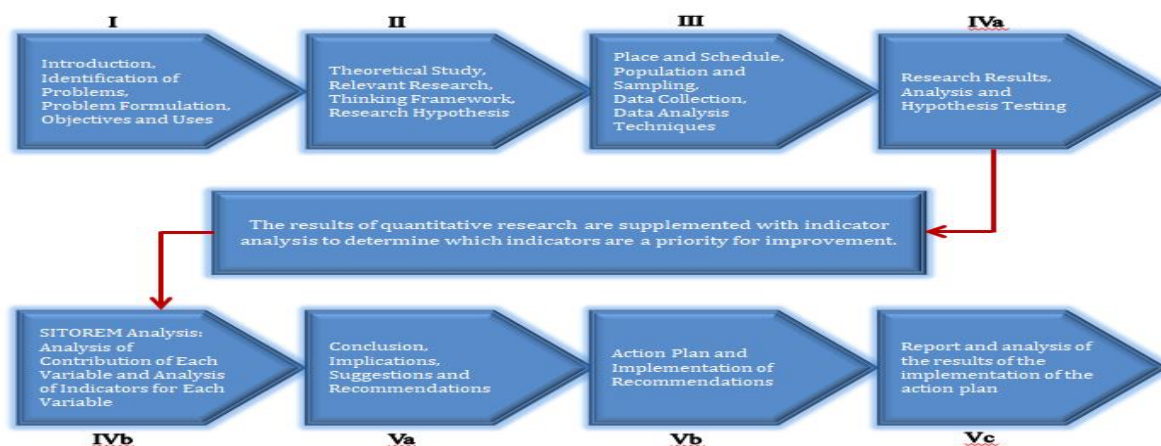 I
II
III
IVa
Introduction,
Identification of
Problems,
Problem Formulation,
Objectives and Uses
Theoretical Study,
Relevant Research,
Thinking Framework,
Research Hypothesis
Place and Schedule,
Population and
Sampling,
Data Collection,
Data Analysis
Techniques
Research Results,
Analysis and
Hypothesis Testing
The results of quantitative research are supplemented with indicator
analysis to determine which indicators are a priority for improvement.
SITOREM Analysis:
Analysis of
Contribution of Each
Variable and Analysis
of Indicators for Each
Variable
Conclusion,
Implications,
Suggestions and
Recommendations
Action Plan and
Implementation of
Recommendations
Report and analysis of
the results of the
implementation of the
action plan
IVb
Va
Vb
Vc